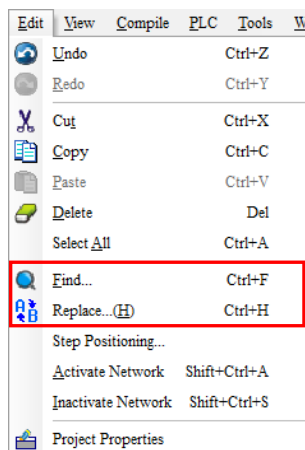 Edit View Compile PLC Tools W
Undo Ctrl+Z
Redo Ctrl+Y
Cut Ctrl+X
Copy Ctrl+C
Paste Ctrl+V
Delete Del
Select All Ctrl+A
Find... Ctrl+F
Replace...(H) Ctrl+H
Step Positioning...
Activate Network Shift+Ctrl+A
Inactivate Network Shift+Ctrl+S
Project Properties